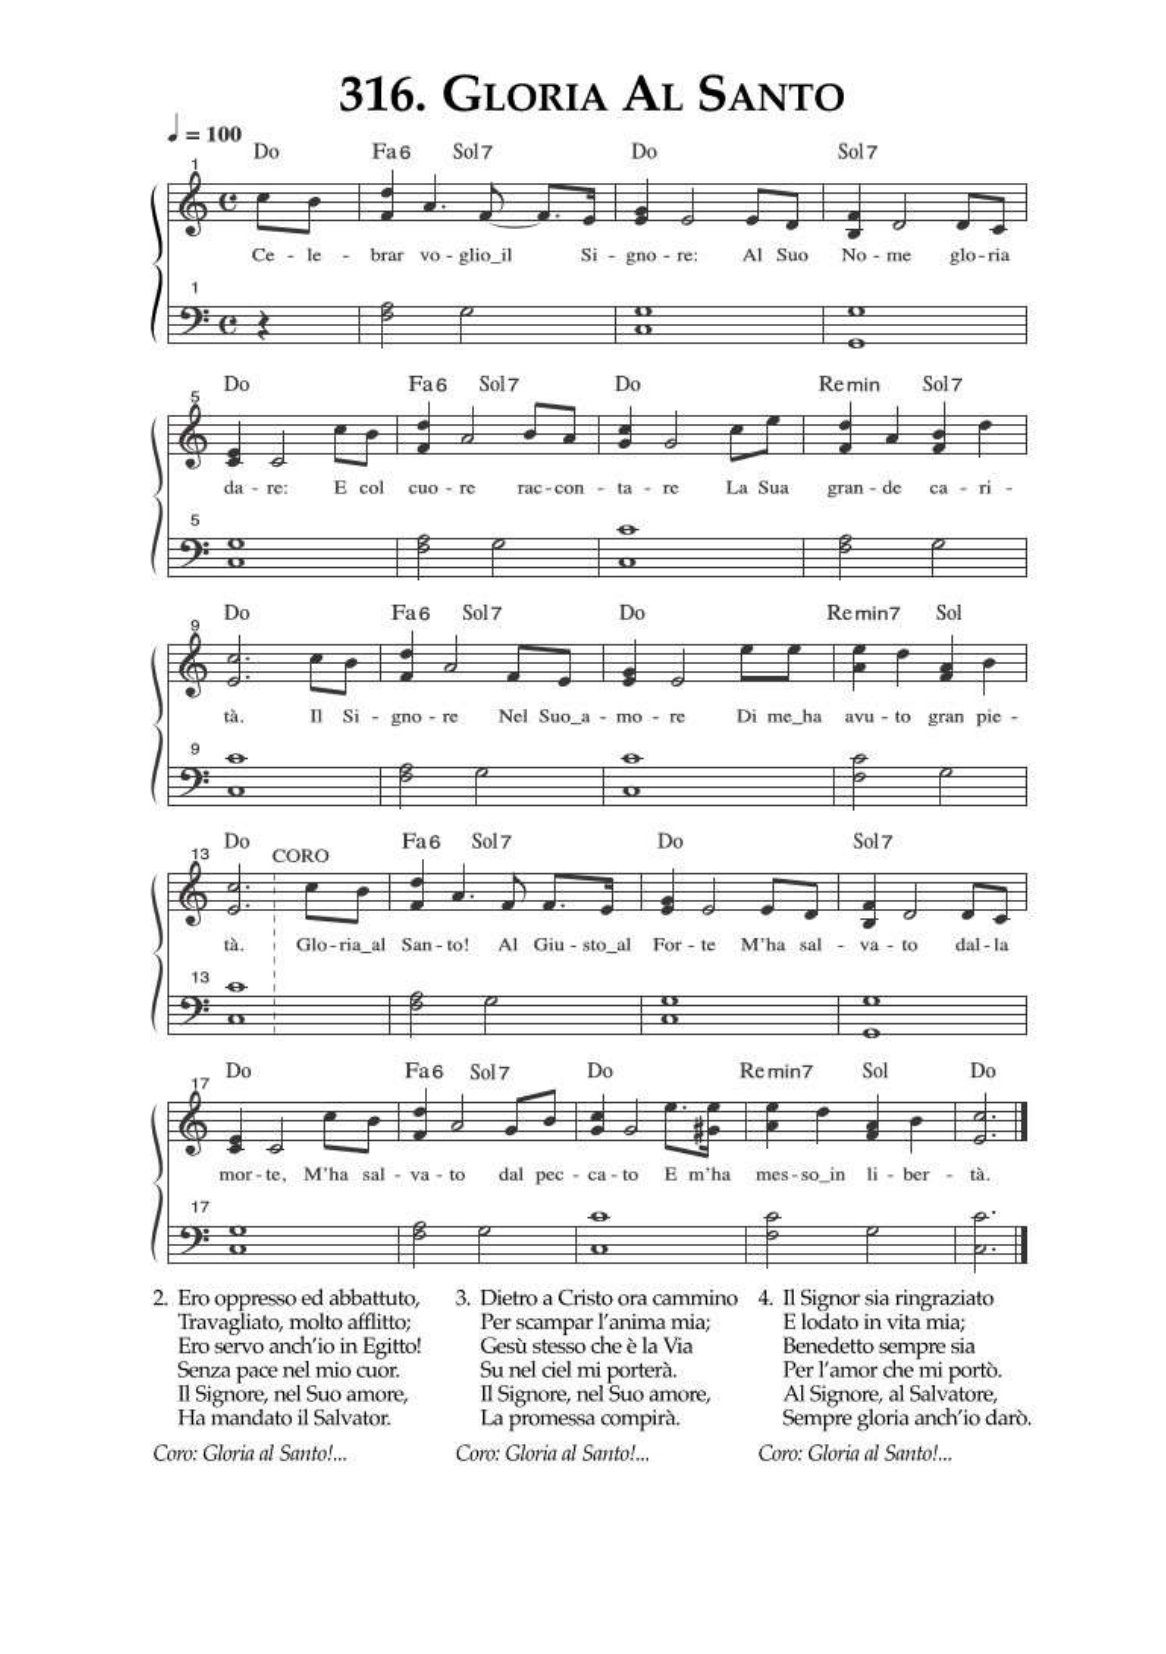 316. GLORIA AL SANTO
= 100
Do Fa6 Sol7 Do Sol7
1
Ce - le - brar vo - glio_il Si - gno - re: Al Suo No - me glo - ria
1
Do Fa6 Sol7 Do Remin Sol7
5
da - re: E col cuo - re rac - con - ta - re La Sua gran - de ca - ri -
5
Do Fa6 Sol7 Do Remin7 Sol
9
tà. Il Si - gno - re Nel Suo_a - mo - re Di me_ha avu - to gran pie -
9
Do Fa6 Sol7 Do Sol7
13 CORO
tà. Glo - ria_al San - to! Al Giu - sto_al For - te M'ha sal - va - to dal - la
13
Do Fa6 Sol7 Do Remin7 Sol Do
17
mor - te, M'ha sal - va - to dal pec - ca - to E m'ha mes - so_in li - ber - tà.
17
2. Ero oppresso ed abbattuto,
Travagliato, molto afflitto;
Ero servo anch'io in Egitto!
Senza pace nel mio cuor.
Il Signore, nel Suo amore,
Ha mandato il Salvator.
Coro: Gloria al Santo!...
3. Dietro a Cristo ora cammino
Per scampar l'anima mia;
Gesù stesso che è la Via
Su nel ciel mi porterà.
Il Signore, nel Suo amore,
La promessa compirà.
Coro: Gloria al Santo!...
4. Il Signor sia ringraziato
E lodato in vita mia;
Benedetto sempre sia
Per l'amor che mi portò.
Al Signore, al Salvatore,
Sempre gloria anch'io darò.
Coro: Gloria al Santo!...